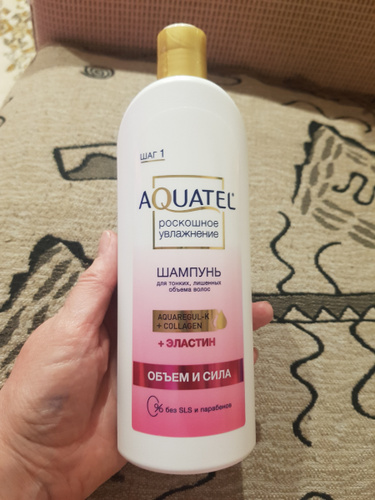 ШАГ 1
AQUATEL®
роскошное
увлажнение
ШАМПУНЬ
для тонких, лишенных
объема волос
AQUAREGUL-K
+ COLLAGEN
+ ЭЛАСТИН
ОБЪЕМ И СИЛА
0% без SLS и парабенов